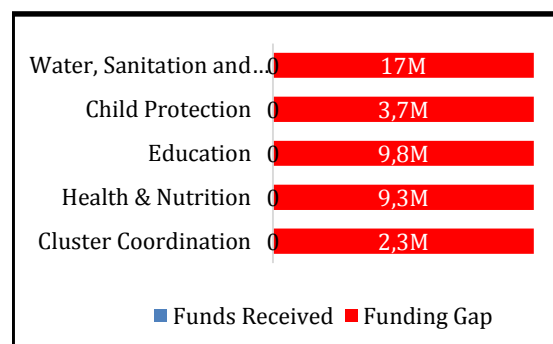 Water, Sanitation and... 0 17M
Child Protection 0 3,7M
Education 0 9,8M
Health & Nutrition 0 9,3M
Cluster Coordination 0 2,3M
Funds Received Funding Gap